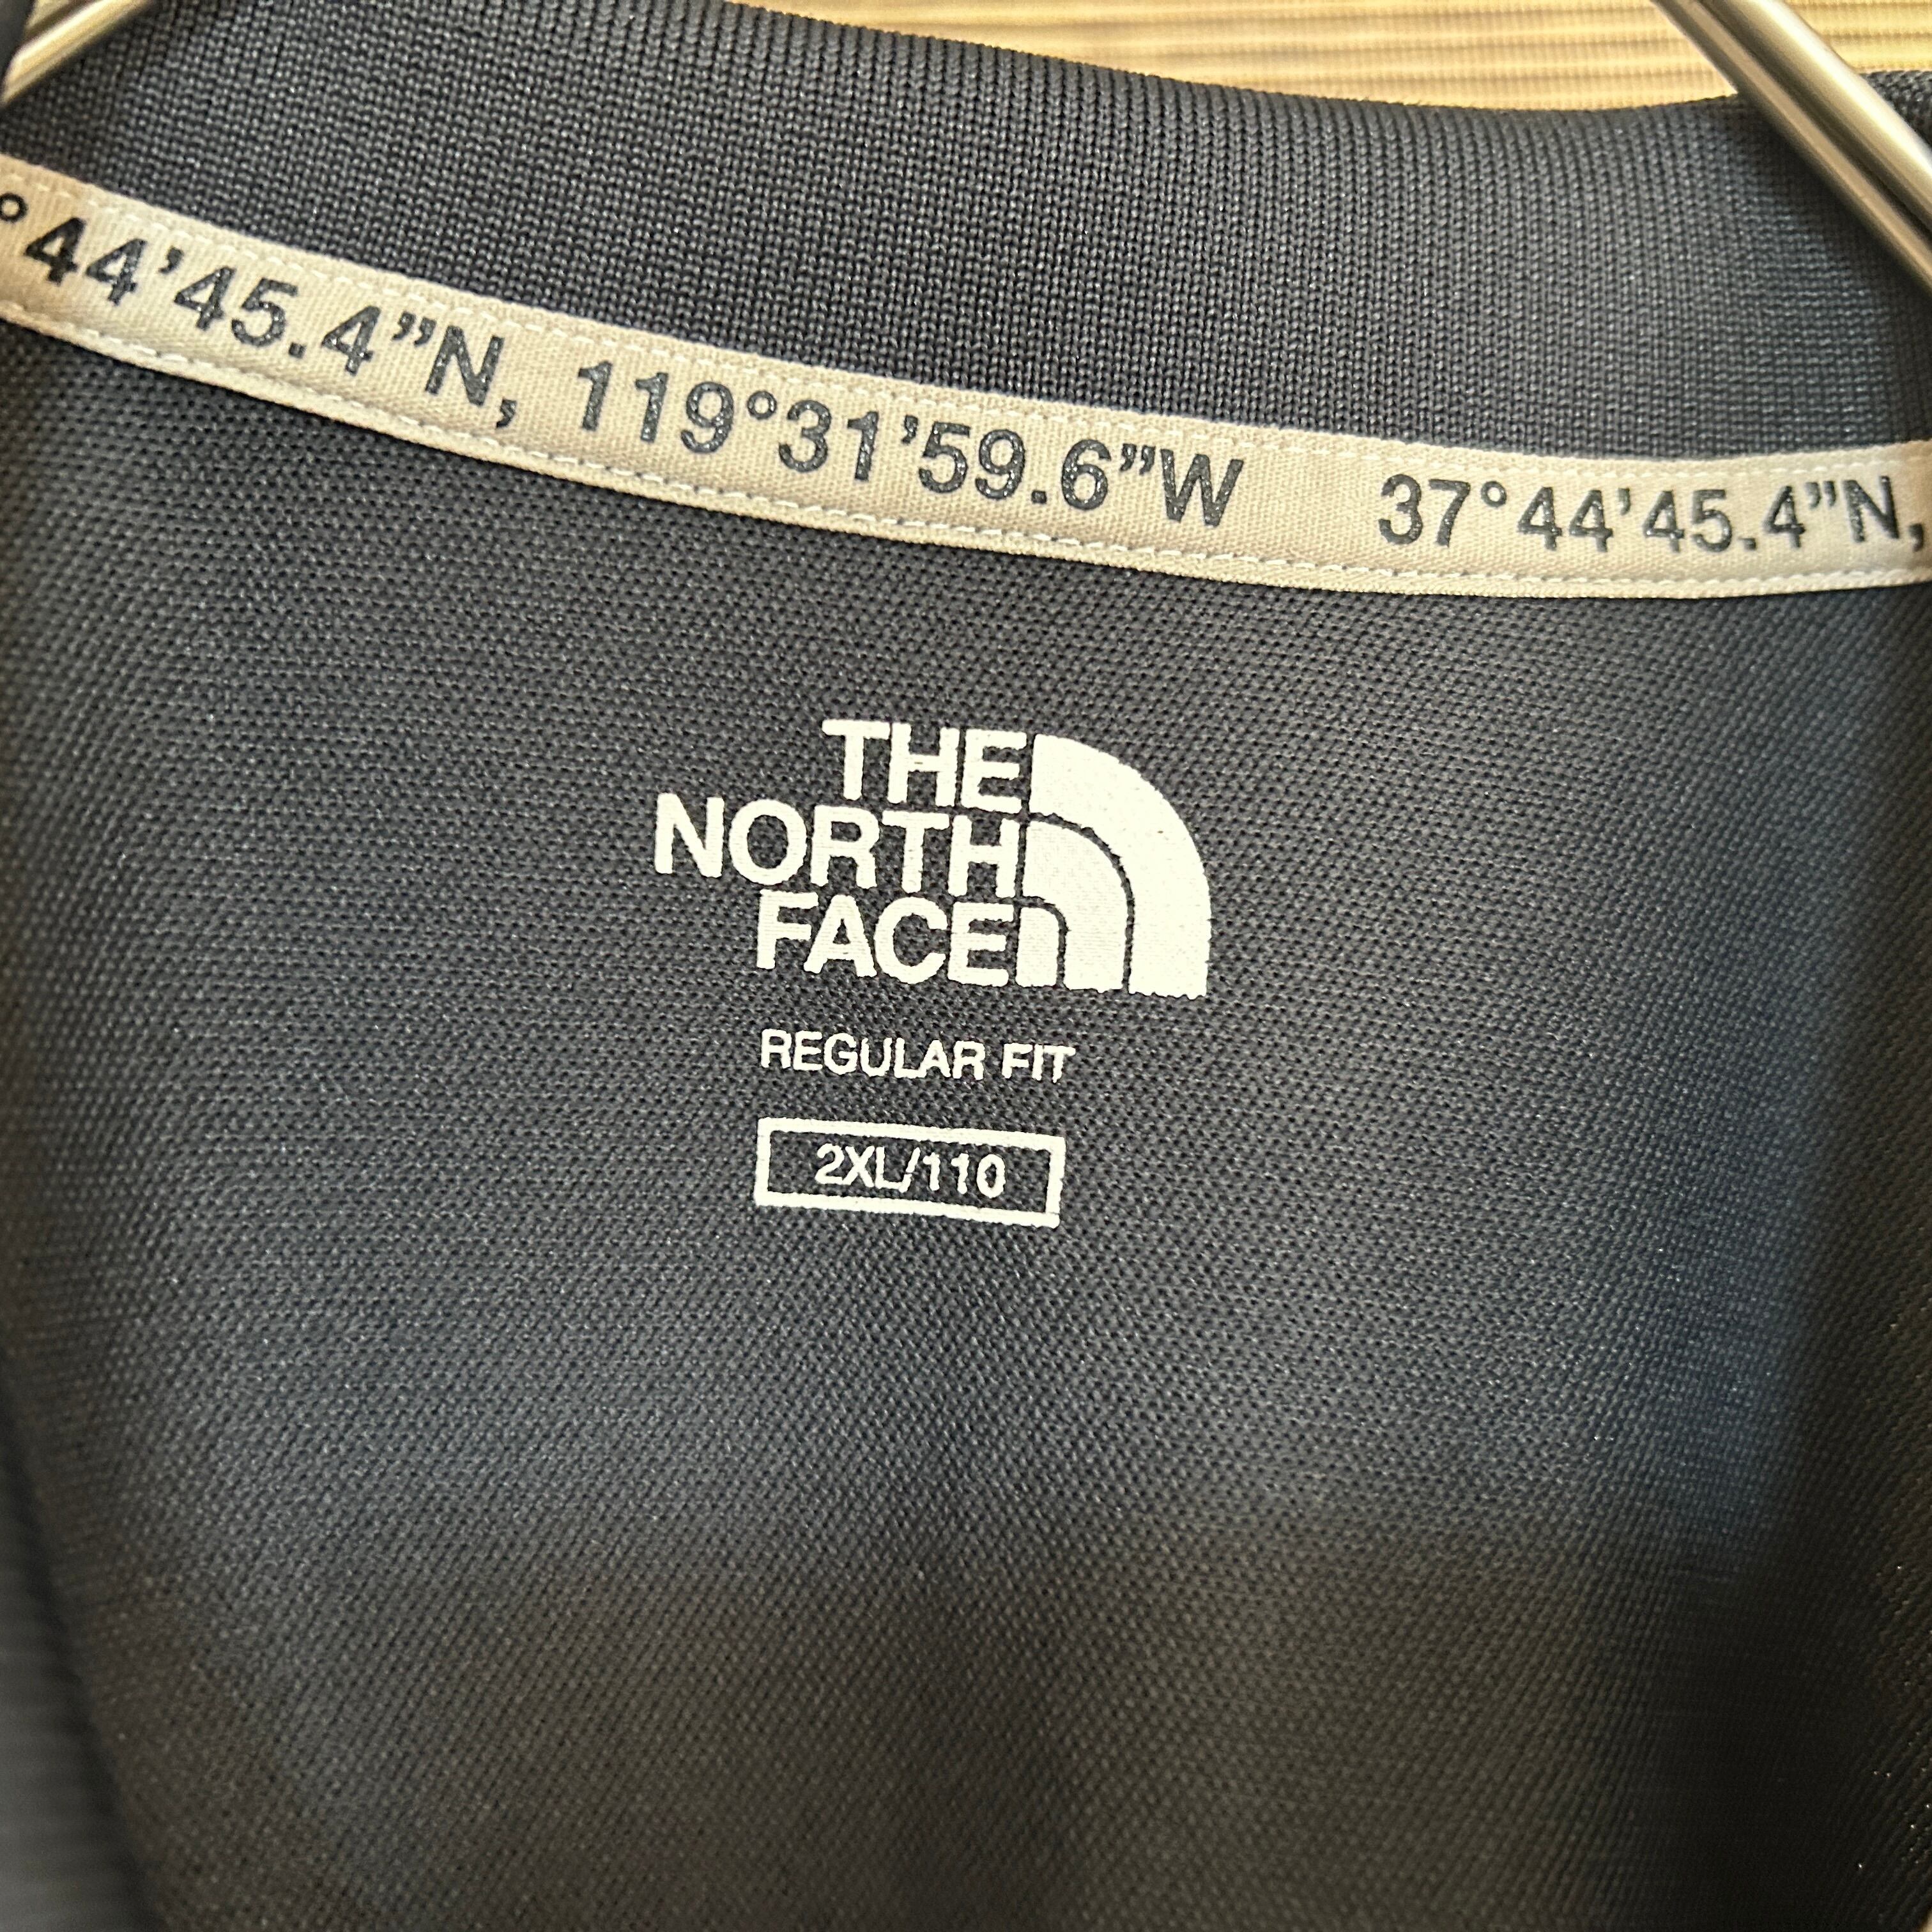 °44’45.4”N, 119°31’59.6”W 37°44’45.4”N,
THE
NORTH
FACE
REGULAR FIT
2XL/110